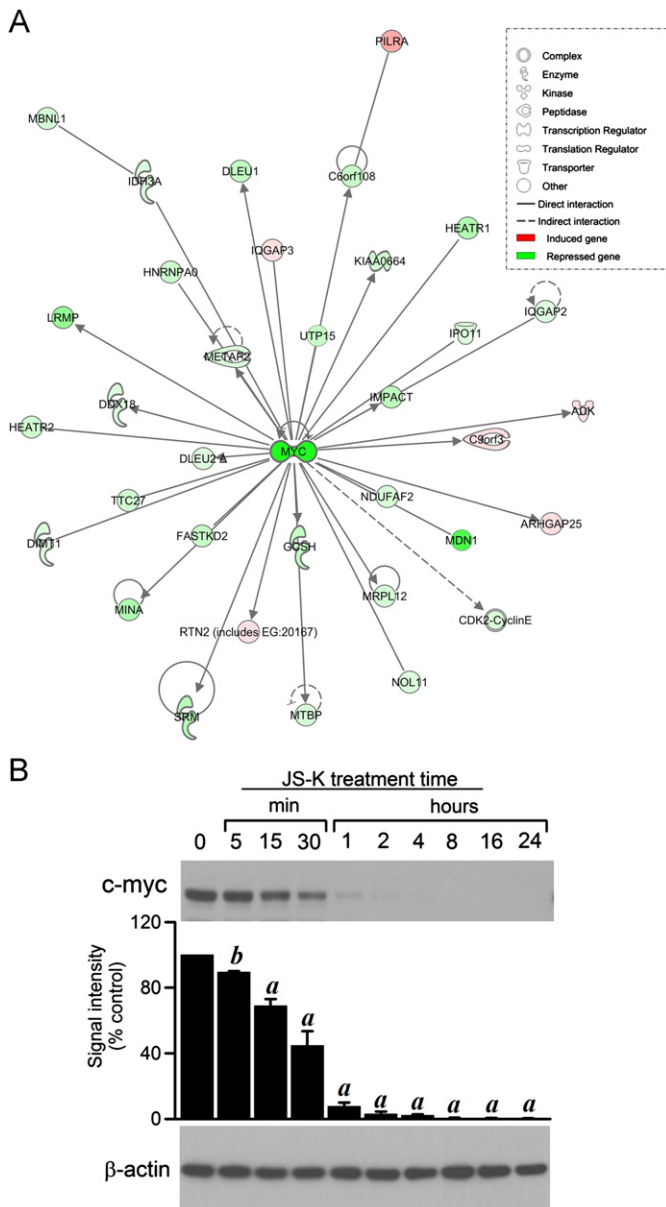 A
PILRA
Complex
Enzyme
Kinase
Peptidase
Transcription Regulator
Translation Regulator
Transporter
Other
Direct interaction
Indirect interaction
Induced gene
Repressed gene
MBNL1
IDH3A
DLEU1
C6orf108
HEATR1
IQGAP3
KIAA0664
HNRNPA0
IQGAP2
LRMP
UTP15
IPO11
METAP2
DDX18
IMPACT
ADK
HEATR2
C9orf3
MYC
DLEU2
TTC27
NDUFAF2
ARHGAP25
FASTKD2
MDN1
DIMT1
GCSH
MINA
MRPL12
CDK2-CyclinE
RTN2 (includes EG:20167)
NOL11
SRM
MTBP
B
JS-K treatment time
min hours
0 5 15 30 1 2 4 8 16 24
c-myc
120
80
40
0
Signal intensity
(% control)
b a a a a a a a a
β-actin